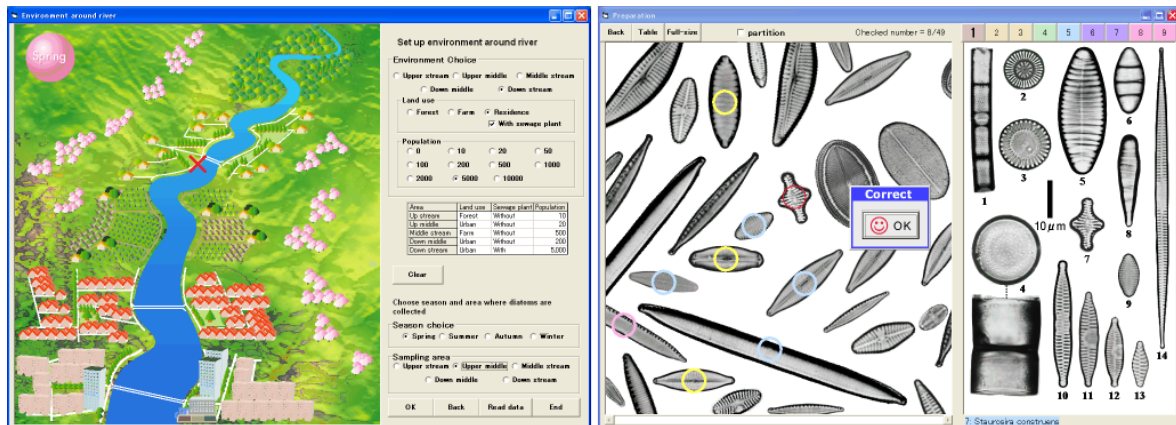 Environment around river
Spring
Set up environment around river
Environment Choice
Upper stream Upper middle Middle stream
Down middle Down stream
Land use
Forest Farm Residence
With sewage plant
Population
0 10 20 50
100 200 500 1000
2000 5000 10000
Area Land use Sewage plant Population
Up stream Forest Without 10
Up middle Urban Without 20
Middle stream Farm Without 500
Down middle Urban Without 200
Down stream Urban With 5,000
Clear
Choose season and area where diatoms are
collected
Season choice
Spring Summer Autumn Winter
Sampling area
Upper stream Upper middle Middle stream
Down middle Down stream
OK Back Read data End
Preparation
Back Table Full-size partition Checked number = 8/49
Correct
OK
1 2 3 4 5 6 7 8 9
1
2
3
4
5
6
7
8
9
10 11 12 13
14
10μm
7: Staurosira construens